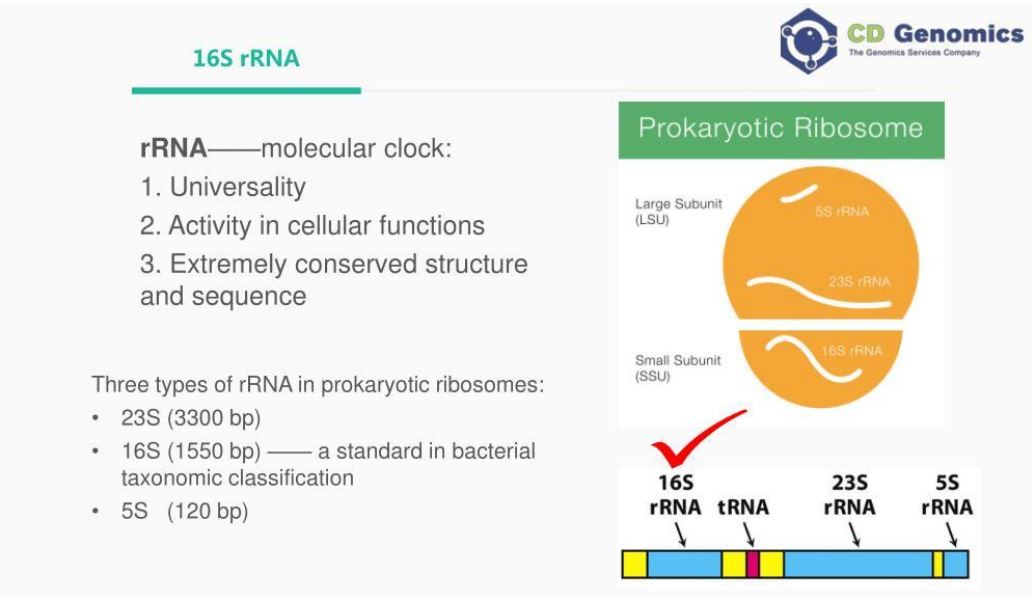 16S rRNA
CD Genomics
The Genomics Services Company
rRNA——molecular clock:
1. Universality
2. Activity in cellular functions
3. Extremely conserved structure
and sequence
Three types of rRNA in prokaryotic ribosomes:
• 23S (3300 bp)
• 16S (1550 bp) —— a standard in bacterial
taxonomic classification
• 5S (120 bp)
Prokaryotic Ribosome
Large Subunit
(LSU)
5S rRNA
23S rRNA
16S rRNA
Small Subunit
(SSU)
16S
rRNA
tRNA
23S
rRNA
5S
rRNA